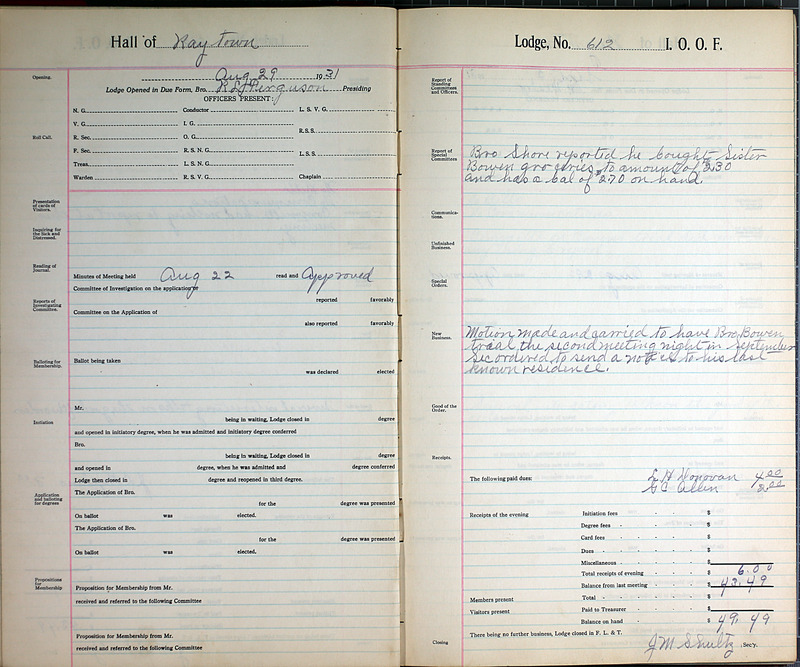 Hall of Raytown
Opening.
Aug 29 1931
Lodge Opened in Due Form, Bro. R L Ferguson Presiding
OFFICERS PRESENT:
N. G. Conductor L. S. V. G.
V. G. I. G.
R. S. S.
Roll Call.
R. Sec. O. G.
F. Sec. R. S. N. G.
L. S. S.
Treas. L. S. N. G.
Warden R. S. V. G. Chaplain
Presentation of cards of Visitors.
Inquiring for the Sick and Distressed.
Reading of Journal.
Minutes of Meeting held Aug 22 read and Approved
Committee of Investigation on the application of
Reports of Investigating Committee.
reported favorably
Committee on the Application of
also reported favorably
Balloting for Membership.
Ballot being taken
was declared elected
Mr.
Initiation
being in waiting, Lodge closed in degree
and opened in initiatory degree, when he was admitted and initiatory degree conferred
Bro.
being in waiting, Lodge closed in degree
and opened in degree, when he was admitted and degree conferred
Lodge then closed in degree and reopened in third degree.
Application and balloting for degrees
The Application of Bro.
for the degree was presented
On ballot was elected.
The Application of Bro.
for the degree was presented
On ballot was elected.
Propositions for Membership
Proposition for Membership from Mr.
received and referred to the following Committee
Proposition for Membership from Mr.
received and referred to the following Committee
Lodge, No. 612 I. O. O. F.
Report of Standing Committees and Officers.
Report of Special Committees
Bro Shore reported he bought Sister
Bowen groceries to amount of 2.30
and has a bal of 2.70 on hand.
Communications.
Unfinished Business.
Special Orders.
New Business.
Motion made and carried to have Bro Bowen
trial the second meeting night in September
Sec ordered to send a notice to his last
known residence.
Good of the Order.
Receipts.
The following paid dues: L H Donovan 4.00
Allen 2.00
Receipts of the evening Initiation fees $
Degree fees $
Card fees $
Dues $
Miscellaneous $
Total receipts of evening $ 6.00
Balance from last meeting $ 43.49
Members present Total $
Visitors present Paid to Treasurer $
Balance on hand $ 49.49
There being no further business, Lodge closed in F. L. & T.
Closing
J M Shultz, Sec'y.